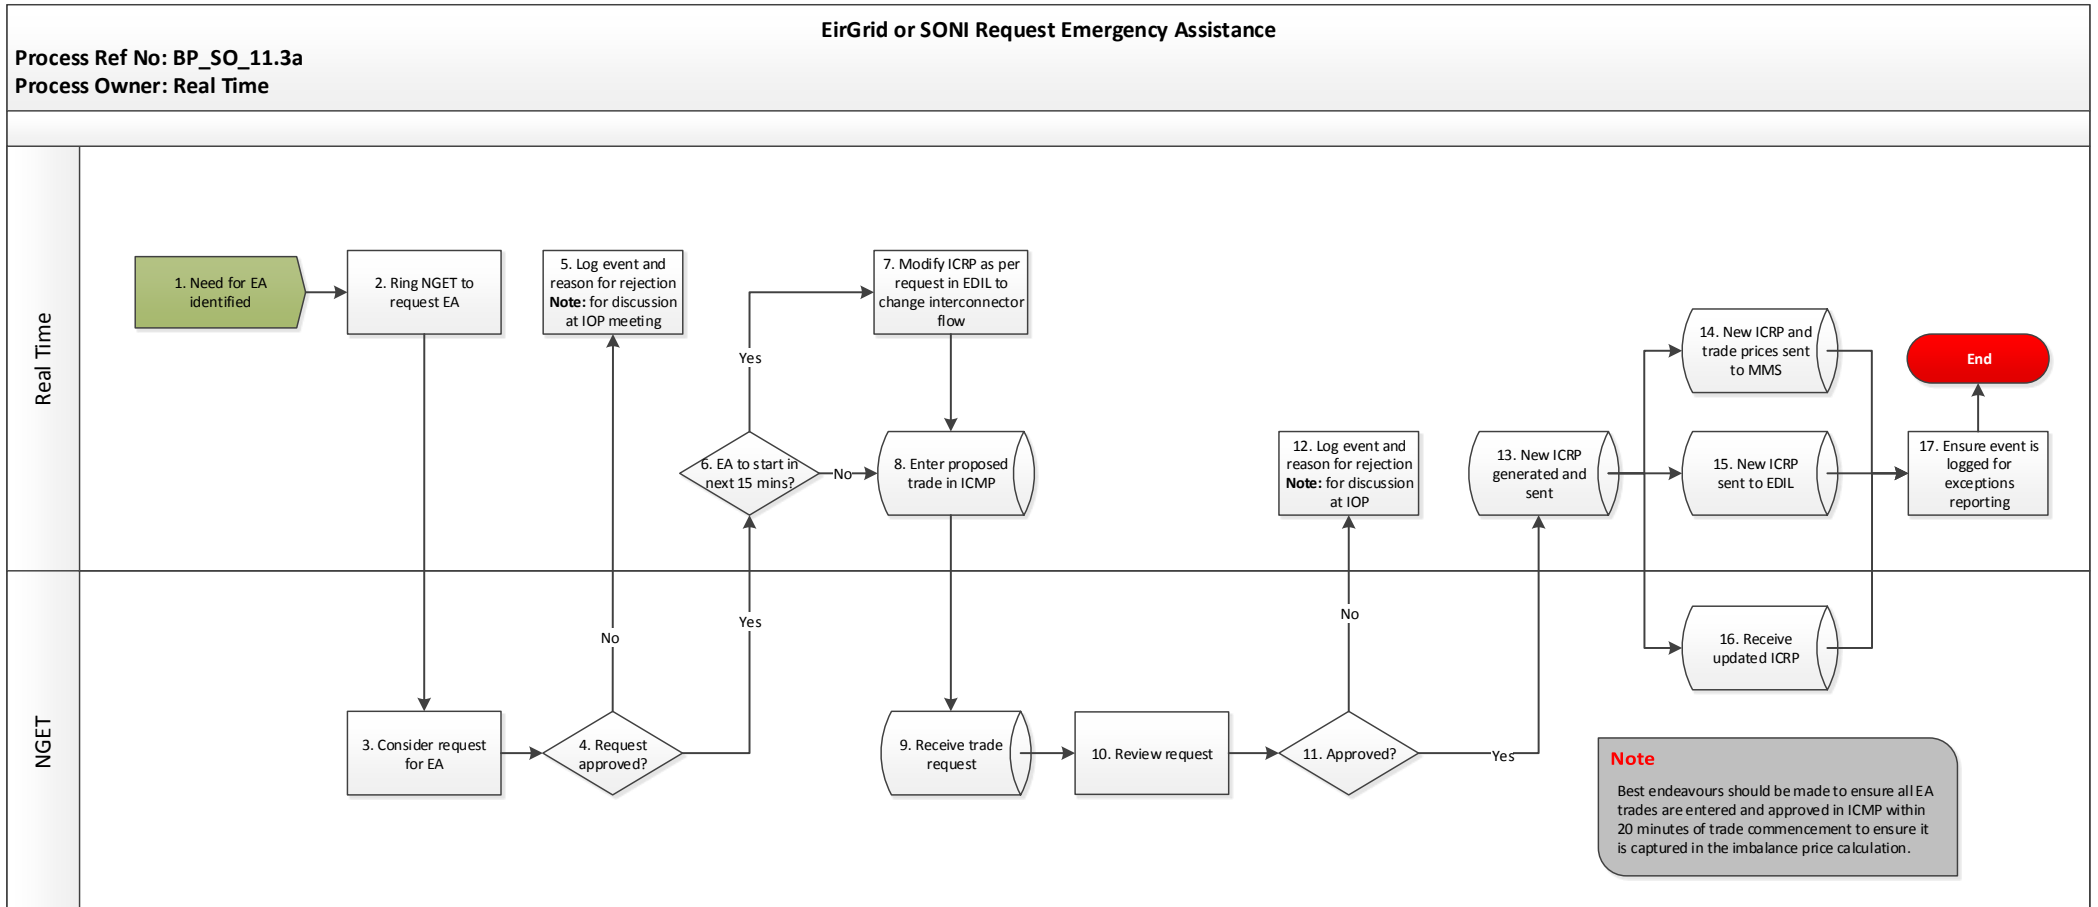 EirGrid or SONI Request Emergency Assistance
Process Ref No: BP_SO_11.3a
Process Owner: Real Time
Real Time
1. Need for EA
identified
2. Ring NGET to
request EA
5. Log event and
reason for rejection
Note: for discussion
at IOP meeting
7. Modify ICRP as per
request in EDIL to
change interconnector
flow
Yes
6. EA to start in
next 15 mins?
No
8. Enter proposed
trade in ICMP
12. Log event and
reason for rejection
Note: for discussion
at IOP
13. New ICRP
generated and
sent
14. New ICRP and
trade prices sent
to MMS
15. New ICRP
sent to EDIL
End
17. Ensure event is
logged for
exceptions
reporting
NGET
No
Yes
3. Consider request
for EA
4. Request
approved?
9. Receive trade
request
10. Review request
11. Approved?
No
Yes
16. Receive
updated ICRP
Note
Best endeavours should be made to ensure all EA
trades are entered and approved in ICMP within
20 minutes of trade commencement to ensure it
is captured in the imbalance price calculation.